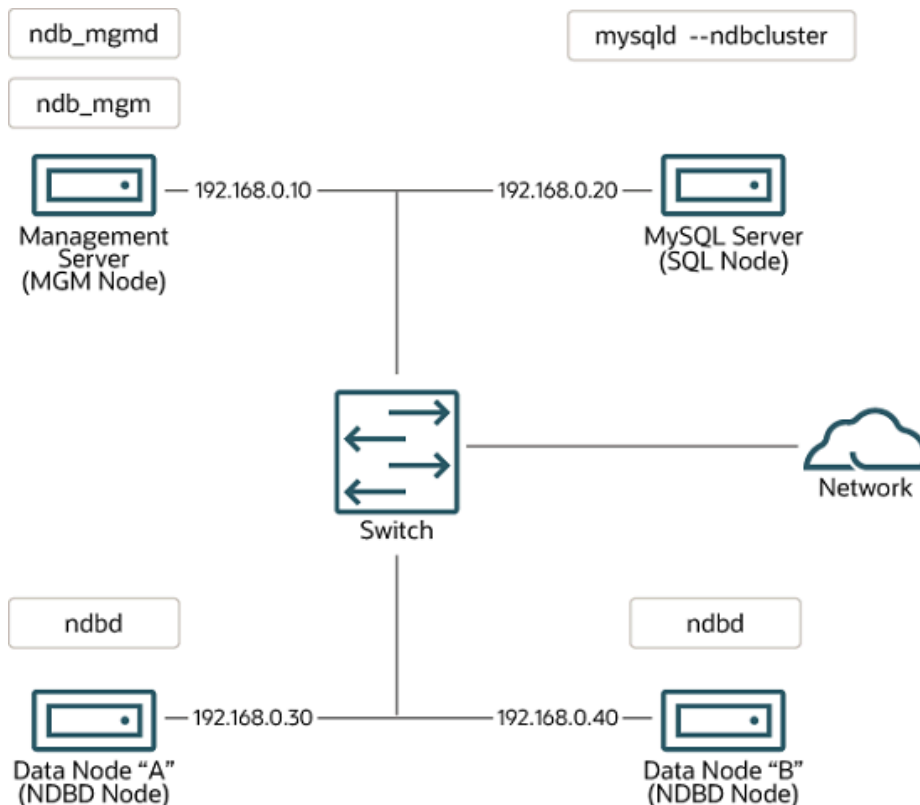 ndb_mgmd
mysqld --ndbcluster
ndb_mgm
192.168.0.10
192.168.0.20
Management
Server
(MGM Node)
MySQL Server
(SQL Node)
Switch
Network
ndbd
ndbd
192.168.0.30
192.168.0.40
Data Node “A”
(NDBD Node)
Data Node “B”
(NDBD Node)